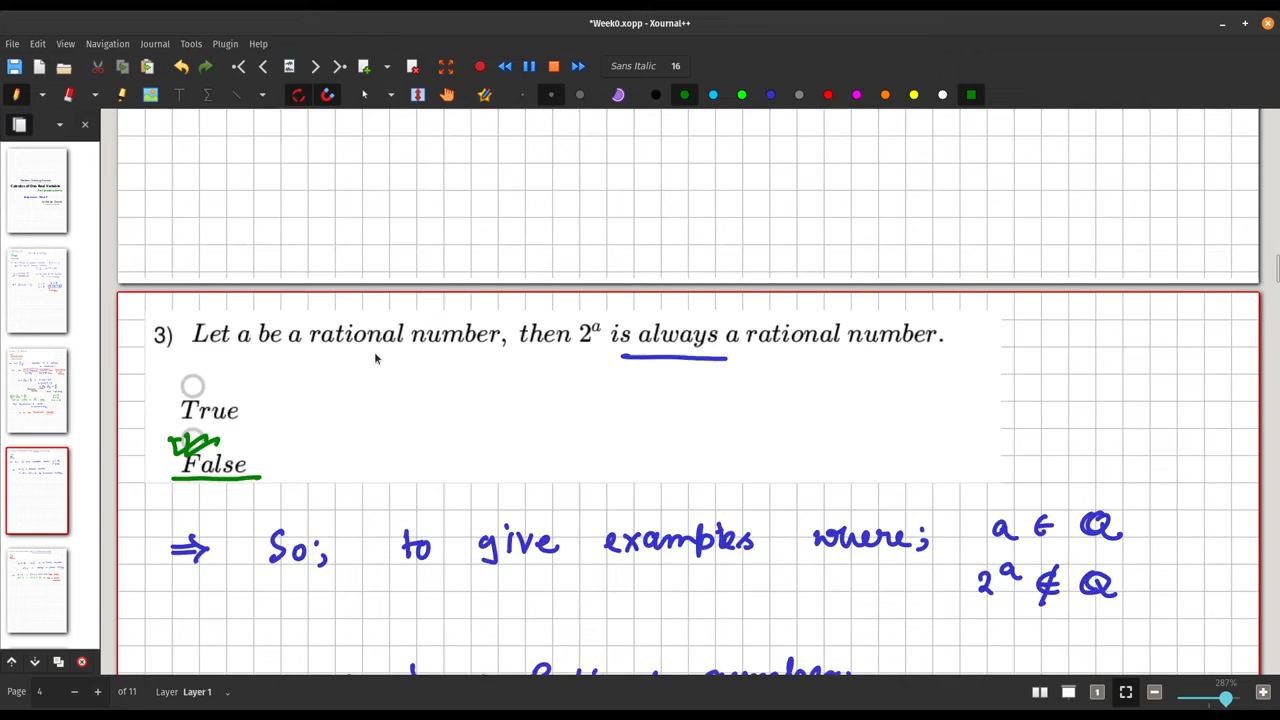 *Week0.xopp - Xournal++
File Edit View Navigation Journal Tools Plugin Help
Sans Italic 16
3) Let a be a rational number, then 2^a is always a rational number.
True
False
⇒ So; to give examples where; a ∈ ℚ
2^a ∉ ℚ
numbers
Page 4 of 11 Layer Layer 1
287%